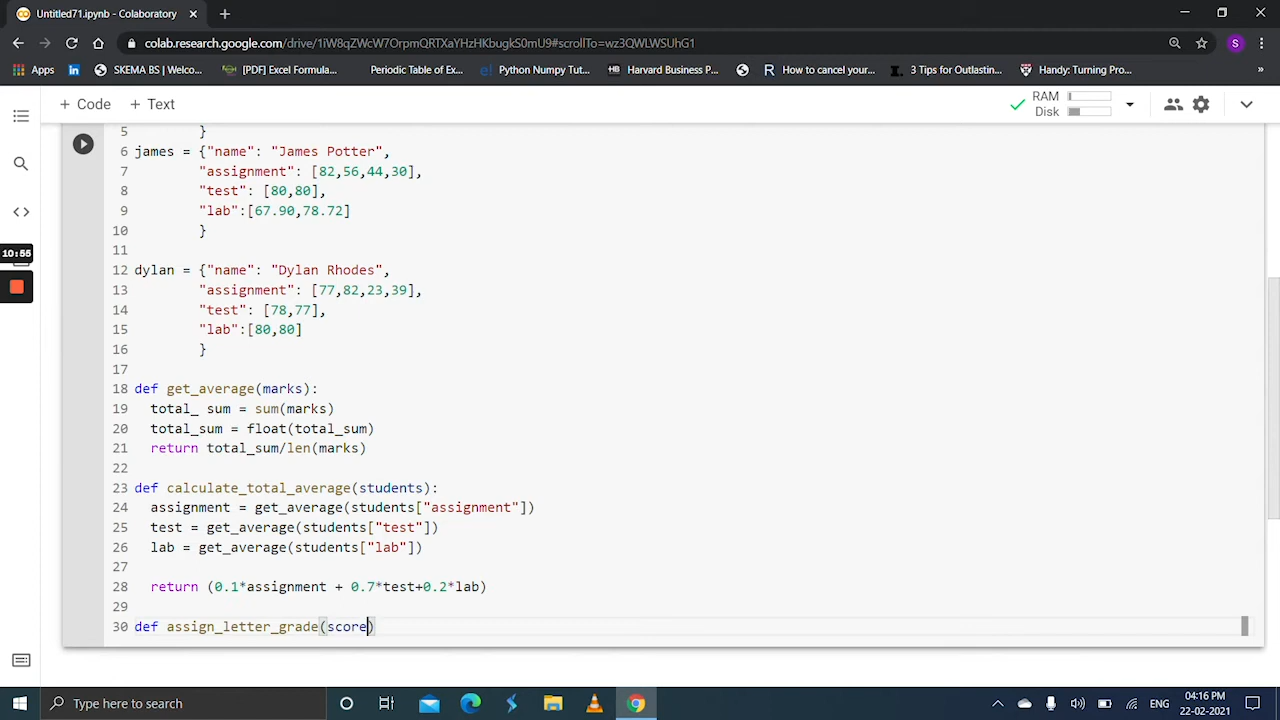 Untitled71.ipynb - Colaboratory
colab.research.google.com/drive/1iW8qZWcW7OrpmQRTXaYHzHKbugkS0mU9#scrollTo=wz3QWLWSUhG1
S
Apps
SKEMA BS | Welco...
[PDF] Excel Formula...
Periodic Table of Ex...
Python Numpy Tut...
HB Harvard Business P...
R How to cancel your...
3 Tips for Outlastin...
Handy: Turning Pro...
»
+ Code + Text
RAM
Disk
10:55
5 }
6 james = {"name": "James Potter",
7 "assignment": [82,56,44,30],
8 "test": [80,80],
9 "lab":[67.90,78.72]
10 }
11
12 dylan = {"name": "Dylan Rhodes",
13 "assignment": [77,82,23,39],
14 "test": [78,77],
15 "lab":[80,80]
16 }
17
18 def get_average(marks):
19 total_ sum = sum(marks)
20 total_sum = float(total_sum)
21 return total_sum/len(marks)
22
23 def calculate_total_average(students):
24 assignment = get_average(students["assignment"])
25 test = get_average(students["test"])
26 lab = get_average(students["lab"])
27
28 return (0.1*assignment + 0.7*test+0.2*lab)
29
30 def assign_letter_grade(score)
Type here to search
ENG
04:16 PM
22-02-2021